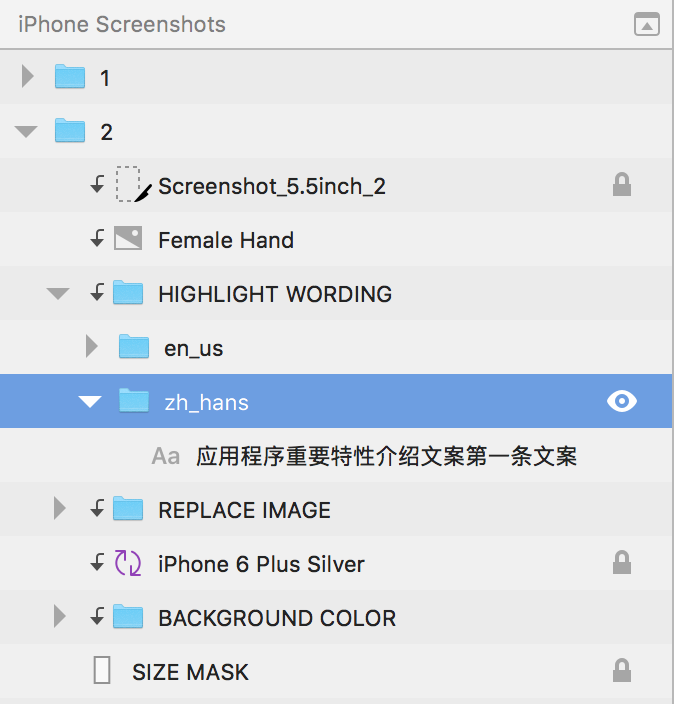 iPhone Screenshots
1
2
Screenshot_5.5inch_2
Female Hand
HIGHLIGHT WORDING
en_us
zh_hans
Aa 应用程序重要特性介绍文案第一条文案
REPLACE IMAGE
iPhone 6 Plus Silver
BACKGROUND COLOR
SIZE MASK